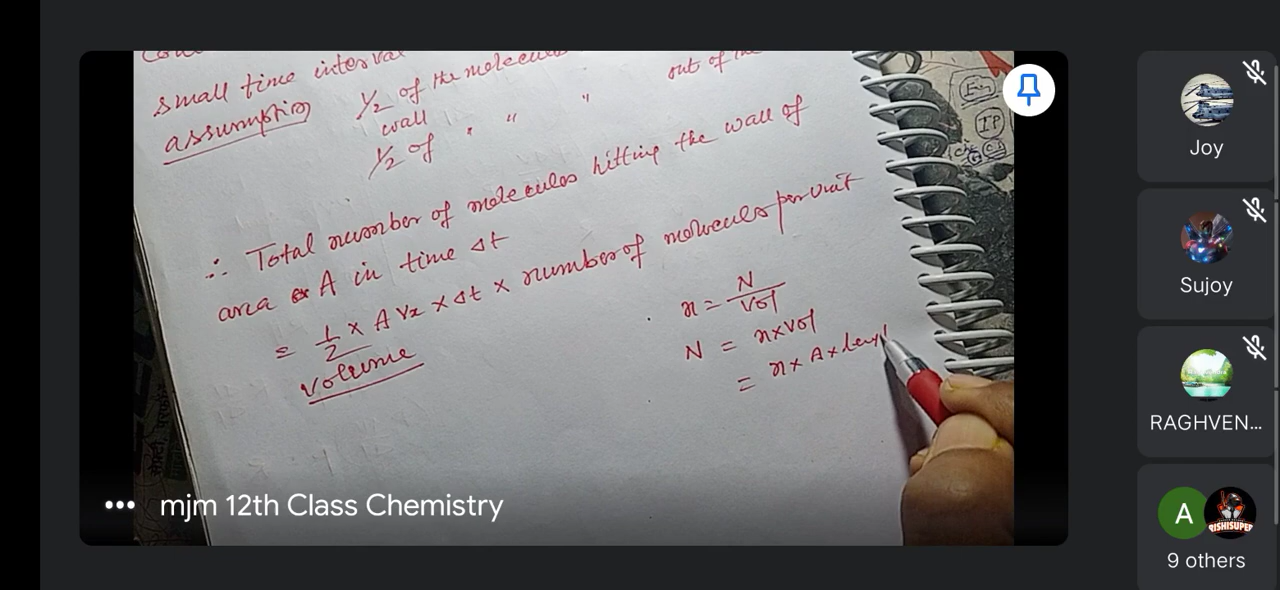 small time interval
assumption 1/2 of the molecule
out of the
wall
1/2 of " "
"
∴ Total number of molecules hitting the wall of
area A in time Δt
= 1/2 × A Vx × Δt × number of molecules per unit
volume
n = N/Vol
N = n×Vol
= n× A×
mjm 12th Class Chemistry
Joy
Sujoy
RAGHVEN...
A
RISHISUPER
9 others